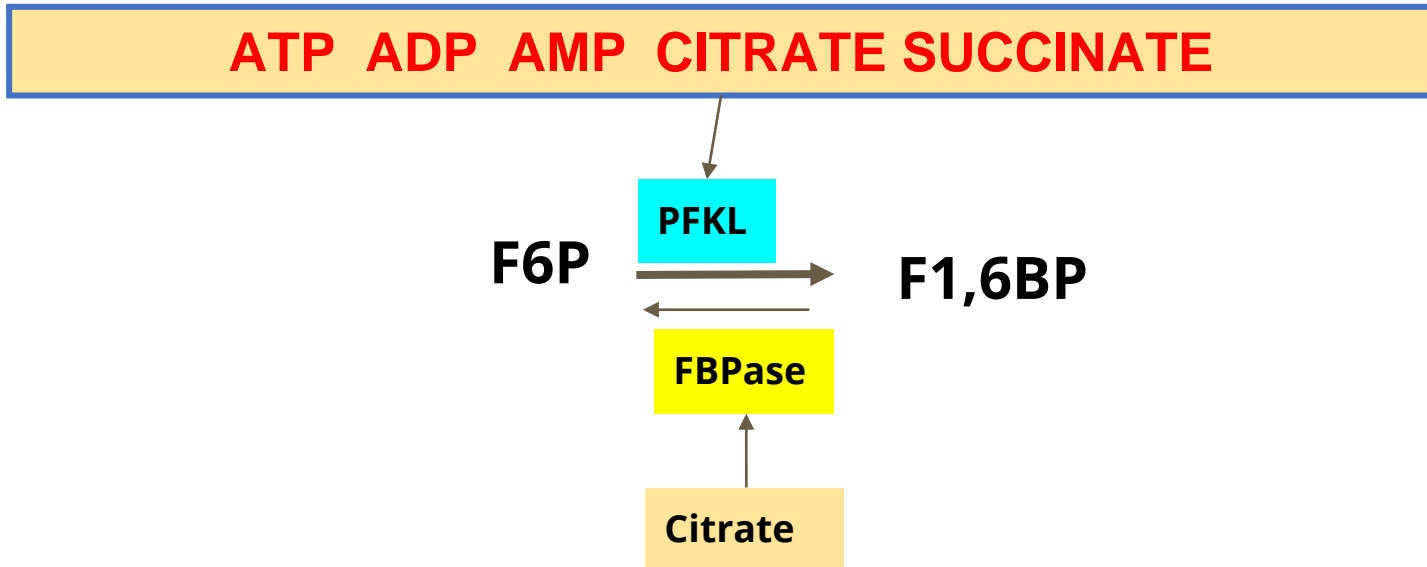 ATP ADP AMP CITRATE SUCCINATE
PFKL
F6P
F1,6BP
FBPase
Citrate